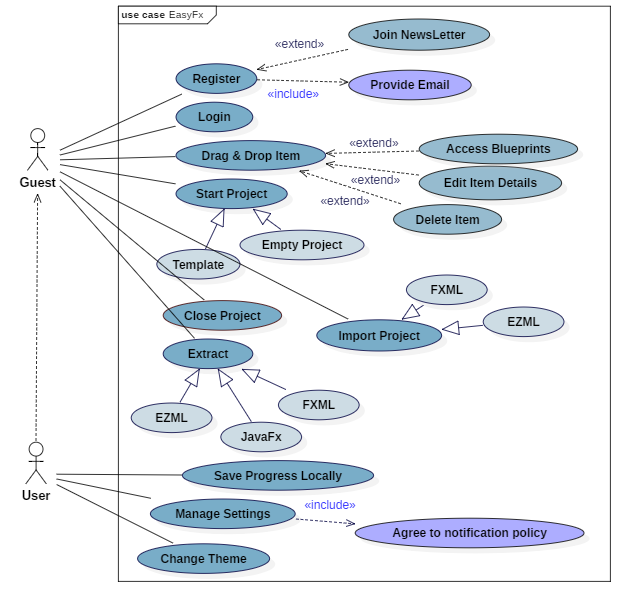 use case EasyFx
Join NewsLetter
«extend»
Register
Provide Email
«include»
Login
Drag & Drop Item
«extend»
Access Blueprints
Guest
Start Project
«extend»
Edit Item Details
«extend»
Delete Item
Empty Project
Template
FXML
Close Project
EZML
Import Project
Extract
FXML
EZML
JavaFx
User
Save Progress Locally
Manage Settings
«include»
Agree to notification policy
Change Theme